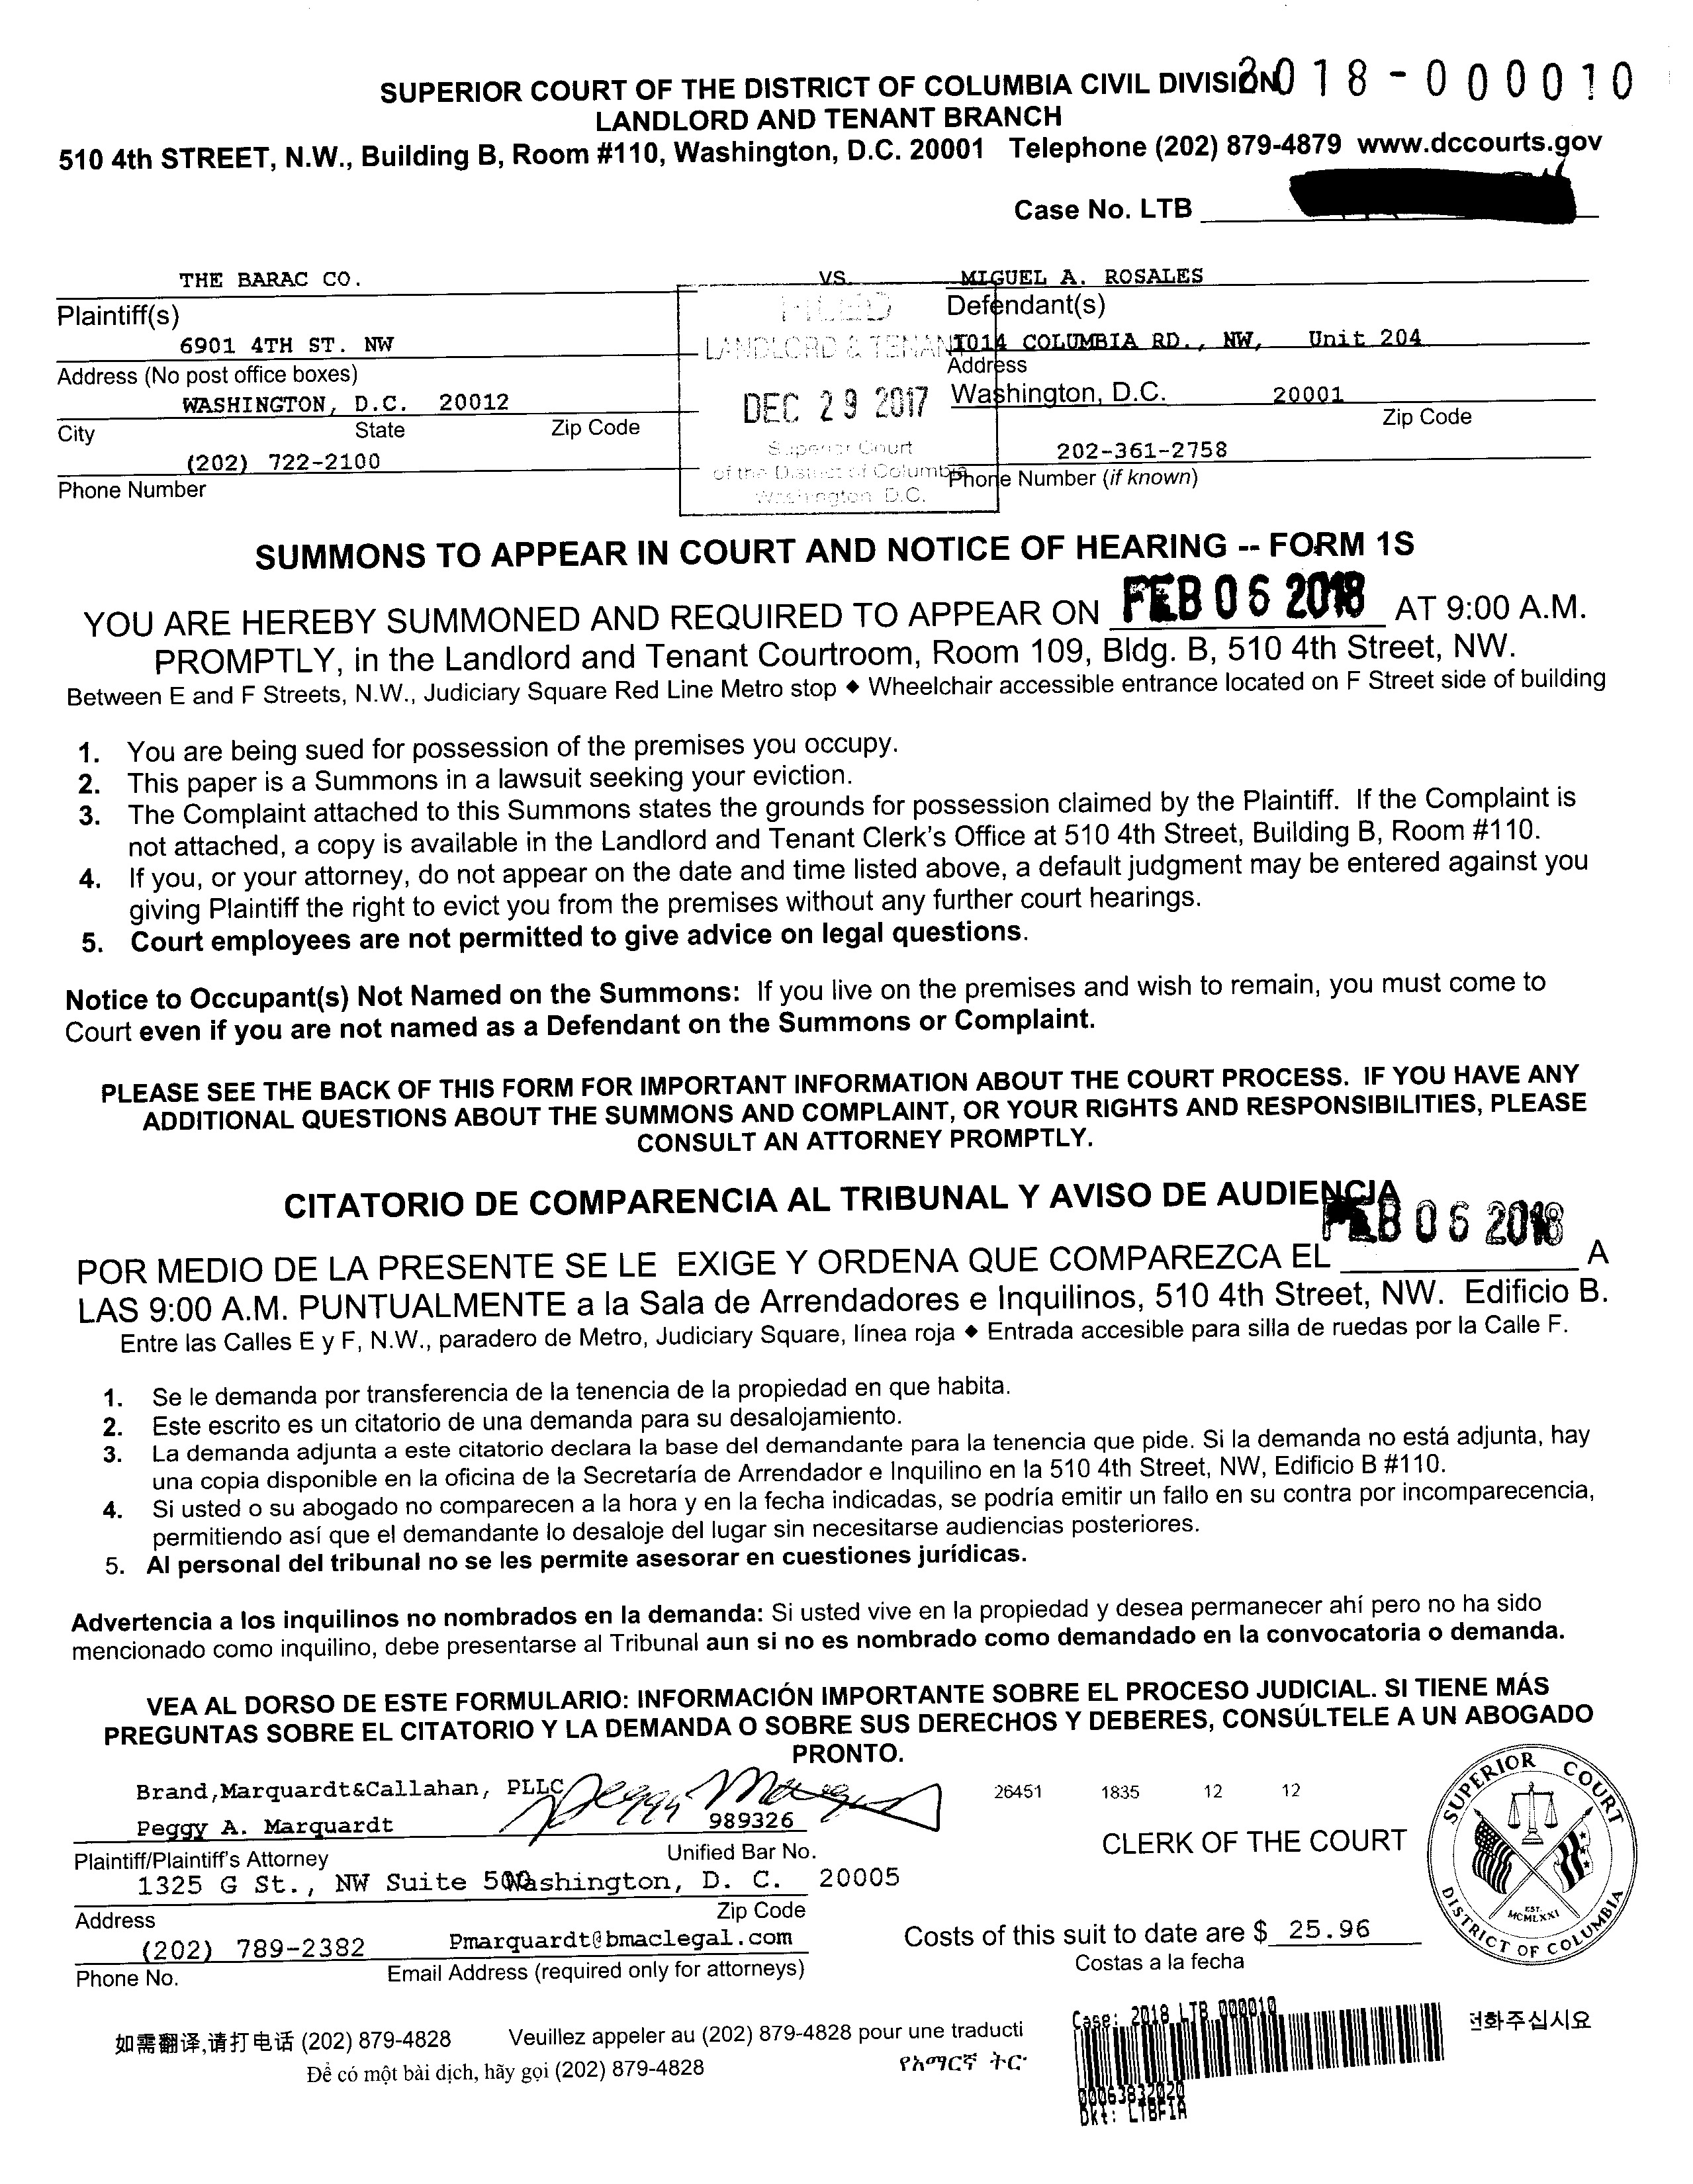 2018-000010
SUPERIOR COURT OF THE DISTRICT OF COLUMBIA CIVIL DIVISION
LANDLORD AND TENANT BRANCH
510 4th STREET, N.W., Building B, Room #110, Washington, D.C. 20001 Telephone (202) 879-4879 www.dccourts.gov
Case No. LTB
THE BARAC CO. VS. MIGUEL A. ROSALES
Plaintiff(s) Defendant(s)
6901 4TH ST. NW 1014 COLUMBIA RD., NW, Unit 204
Address (No post office boxes) Address
WASHINGTON, D.C. 20012 Washington, D.C. 20001
City State Zip Code Zip Code
(202) 722-2100 202-361-2758
Phone Number Phone Number (if known)
FILED
LANDLORD & TENANT
DEC 29 2017
Superior Court
of the District of Columbia
Washington D.C.
SUMMONS TO APPEAR IN COURT AND NOTICE OF HEARING -- FORM 1S
YOU ARE HEREBY SUMMONED AND REQUIRED TO APPEAR ON FEB 06 2018 AT 9:00 A.M.
PROMPTLY, in the Landlord and Tenant Courtroom, Room 109, Bldg. B, 510 4th Street, NW.
Between E and F Streets, N.W., Judiciary Square Red Line Metro stop ◆ Wheelchair accessible entrance located on F Street side of building
1. You are being sued for possession of the premises you occupy.
2. This paper is a Summons in a lawsuit seeking your eviction.
3. The Complaint attached to this Summons states the grounds for possession claimed by the Plaintiff. If the Complaint is
not attached, a copy is available in the Landlord and Tenant Clerk's Office at 510 4th Street, Building B, Room #110.
4. If you, or your attorney, do not appear on the date and time listed above, a default judgment may be entered against you
giving Plaintiff the right to evict you from the premises without any further court hearings.
5. Court employees are not permitted to give advice on legal questions.
Notice to Occupant(s) Not Named on the Summons: If you live on the premises and wish to remain, you must come to
Court even if you are not named as a Defendant on the Summons or Complaint.
PLEASE SEE THE BACK OF THIS FORM FOR IMPORTANT INFORMATION ABOUT THE COURT PROCESS. IF YOU HAVE ANY
ADDITIONAL QUESTIONS ABOUT THE SUMMONS AND COMPLAINT, OR YOUR RIGHTS AND RESPONSIBILITIES, PLEASE
CONSULT AN ATTORNEY PROMPTLY.
CITATORIO DE COMPARENCIA AL TRIBUNAL Y AVISO DE AUDIENCIA
POR MEDIO DE LA PRESENTE SE LE EXIGE Y ORDENA QUE COMPAREZCA EL FEB 06 2018 A
LAS 9:00 A.M. PUNTUALMENTE a la Sala de Arrendadores e Inquilinos, 510 4th Street, NW. Edificio B.
Entre las Calles E y F, N.W., paradero de Metro, Judiciary Square, línea roja ◆ Entrada accesible para silla de ruedas por la Calle F.
1. Se le demanda por transferencia de la tenencia de la propiedad en que habita.
2. Este escrito es un citatorio de una demanda para su desalojamiento.
3. La demanda adjunta a este citatorio declara la base del demandante para la tenencia que pide. Si la demanda no está adjunta, hay
una copia disponible en la oficina de la Secretaría de Arrendador e Inquilino en la 510 4th Street, NW, Edificio B #110.
4. Si usted o su abogado no comparecen a la hora y en la fecha indicadas, se podría emitir un fallo en su contra por incomparecencia,
permitiendo así que el demandante lo desaloje del lugar sin necesitarse audiencias posteriores.
5. Al personal del tribunal no se les permite asesorar en cuestiones jurídicas.
Advertencia a los inquilinos no nombrados en la demanda: Si usted vive en la propiedad y desea permanecer ahí pero no ha sido
mencionado como inquilino, debe presentarse al Tribunal aun si no es nombrado como demandado en la convocatoria o demanda.
VEA AL DORSO DE ESTE FORMULARIO: INFORMACIÓN IMPORTANTE SOBRE EL PROCESO JUDICIAL. SI TIENE MÁS
PREGUNTAS SOBRE EL CITATORIO Y LA DEMANDA O SOBRE SUS DERECHOS Y DEBERES, CONSÚLTELE A UN ABOGADO
PRONTO.
Brand,Marquardt&Callahan, PLLC 26451 1835 12 12
Peggy A. Marquardt 989326
Plaintiff/Plaintiff's Attorney Unified Bar No. CLERK OF THE COURT
1325 G St., NW Suite 500 Washington, D. C. 20005
Address Zip Code
(202) 789-2382 Pmarquardt@bmaclegal.com
Phone No. Email Address (required only for attorneys)
Costs of this suit to date are $ 25.96
Costas a la fecha
SUPERIOR COURT
EST.
MCMLXXI
DISTRICT OF COLUMBIA
如需翻译,请打电话 (202) 879-4828 Veuillez appeler au (202) 879-4828 pour une traducti
Để có một bài dịch, hãy gọi (202) 879-4828 የአማርኛ ትር
Case: 2018 LTB 000010
00063832020
Dkt: LTBFIA
전화주십시요